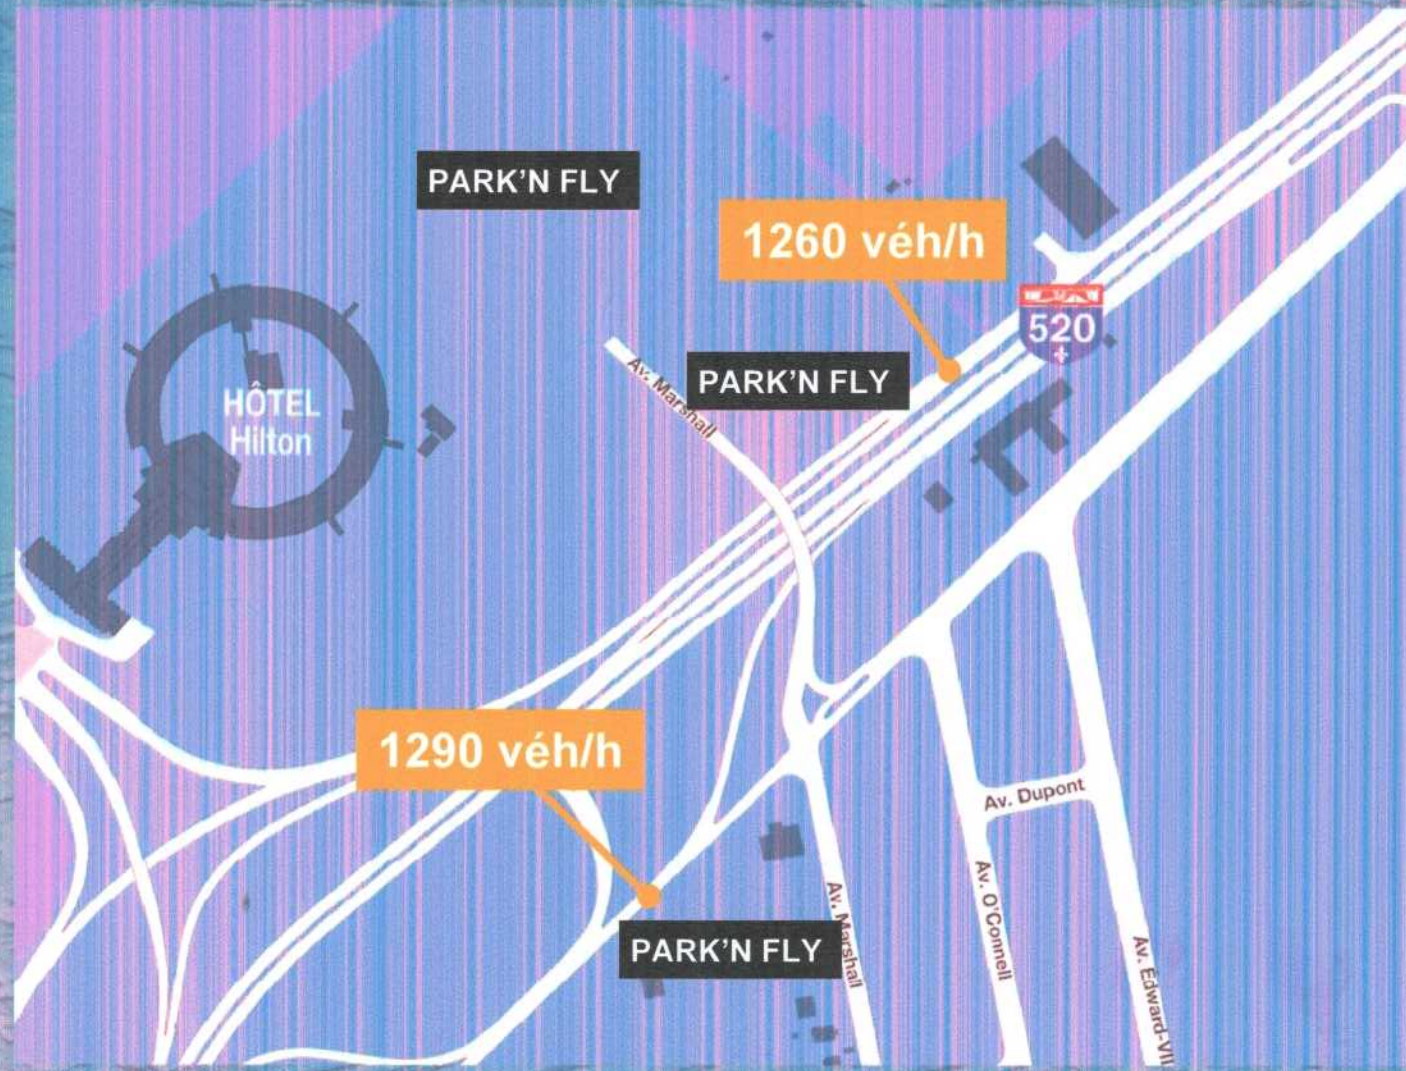 PARK'N FLY
1260 véh/h
520
PARK'N FLY
Av. Marshall
HÔTEL
Hilton
1290 véh/h
Av. Dupont
PARK'N FLY
Av. Marshall
Av. O'Connell
Av. Edward-VII